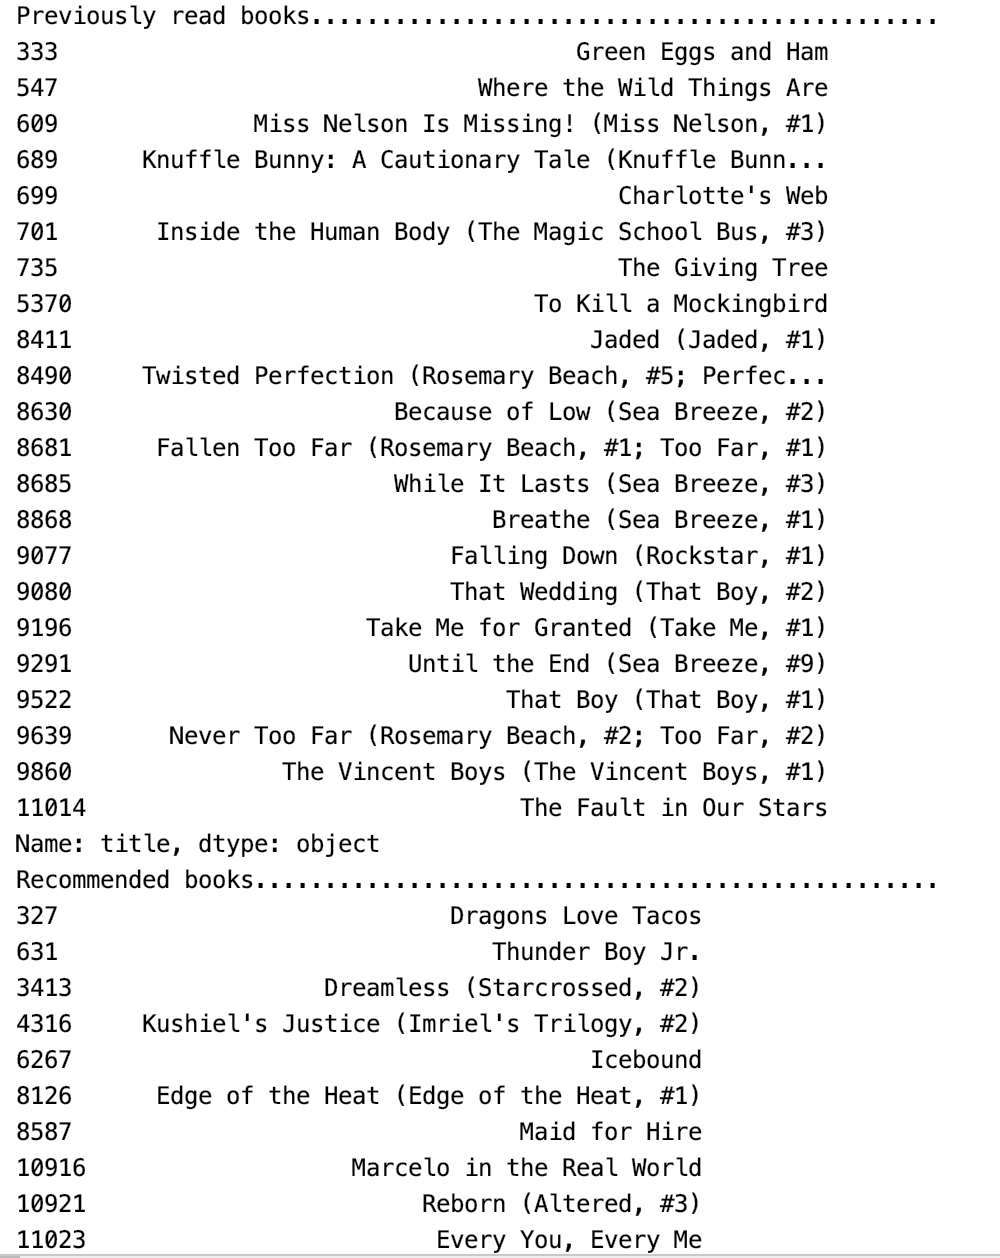 Previously read books..............................................
333 Green Eggs and Ham
547 Where the Wild Things Are
609 Miss Nelson Is Missing! (Miss Nelson, #1)
689 Knuffle Bunny: A Cautionary Tale (Knuffle Bunn...
699 Charlotte's Web
701 Inside the Human Body (The Magic School Bus, #3)
735 The Giving Tree
5370 To Kill a Mockingbird
8411 Jaded (Jaded, #1)
8490 Twisted Perfection (Rosemary Beach, #5; Perfec...
8630 Because of Low (Sea Breeze, #2)
8681 Fallen Too Far (Rosemary Beach, #1; Too Far, #1)
8685 While It Lasts (Sea Breeze, #3)
8868 Breathe (Sea Breeze, #1)
9077 Falling Down (Rockstar, #1)
9080 That Wedding (That Boy, #2)
9196 Take Me for Granted (Take Me, #1)
9291 Until the End (Sea Breeze, #9)
9522 That Boy (That Boy, #1)
9639 Never Too Far (Rosemary Beach, #2; Too Far, #2)
9860 The Vincent Boys (The Vincent Boys, #1)
11014 The Fault in Our Stars
Name: title, dtype: object
Recommended books..................................................
327 Dragons Love Tacos
631 Thunder Boy Jr.
3413 Dreamless (Starcrossed, #2)
4316 Kushiel's Justice (Imriel's Trilogy, #2)
6267 Icebound
8126 Edge of the Heat (Edge of the Heat, #1)
8587 Maid for Hire
10916 Marcelo in the Real World
10921 Reborn (Altered, #3)
11023 Every You, Every Me